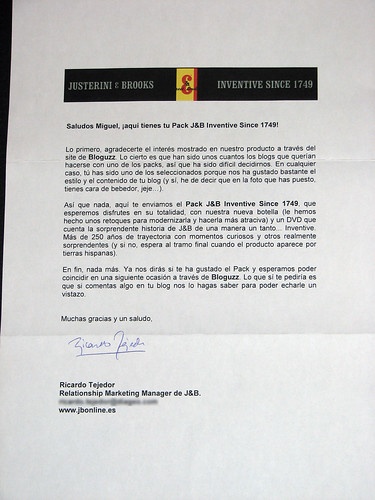 JUSTERINI & BROOKS INVENTIVE SINCE 1749
Saludos Miguel, ¡aquí tienes tu Pack J&B Inventive Since 1749!
Lo primero, agradecerte el interés mostrado en nuestro producto a través del
site de Bloguzz. Lo cierto es que han sido unos cuantos los blogs que querían
hacerse con uno de los packs, así que ha sido difícil decidirnos. En cualquier
caso, tú has sido uno de los seleccionados porque nos ha gustado bastante el
estilo y el contenido de tu blog (y sí, he de decir que en la foto que has puesto,
tienes cara de bebedor, jeje…).
Así que nada, aquí te enviamos el Pack J&B Inventive Since 1749, que
esperemos disfrutes en su totalidad, con nuestra nueva botella (le hemos
hecho unos retoques para modernizarla y hacerla más atractiva) y un DVD que
cuenta la sorprendente historia de J&B de una manera un tanto... Inventive.
Más de 250 años de trayectoria con momentos curiosos y otros realmente
sorprendentes (y si no, espera al tramo final cuando el producto aparece por
tierras hispanas).
En fin, nada más. Ya nos dirás si te ha gustado el Pack y esperamos poder
coincidir en una siguiente ocasión a través de Bloguzz. Lo que sí te pediría es
que si comentas algo en tu blog nos lo hagas saber para poder echarle un
vistazo.
Muchas gracias y un saludo,
Ricardo Tejedor
Ricardo Tejedor
Relationship Marketing Manager de J&B.
www.jbonline.es